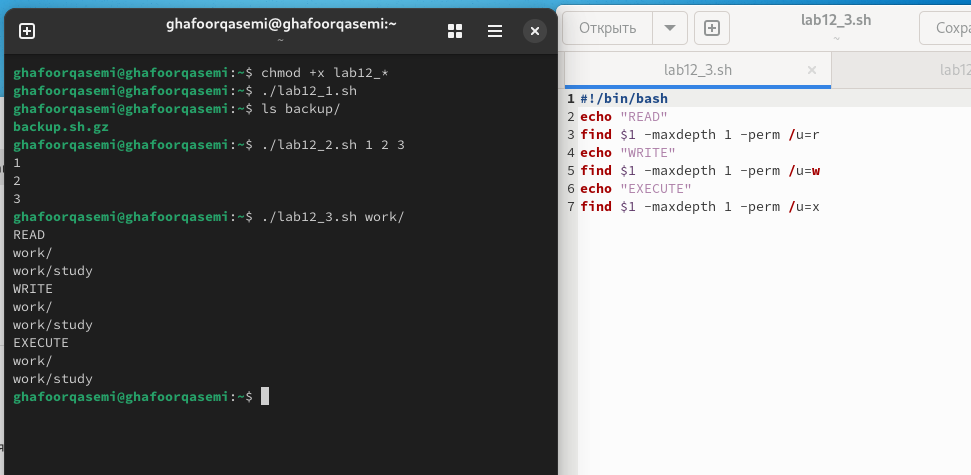 ghafoorqasemi@ghafoorqasemi:~
~
ghafoorqasemi@ghafoorqasemi:~$ chmod +x lab12_*
ghafoorqasemi@ghafoorqasemi:~$ ./lab12_1.sh
ghafoorqasemi@ghafoorqasemi:~$ ls backup/
backup.sh.gz
ghafoorqasemi@ghafoorqasemi:~$ ./lab12_2.sh 1 2 3
1
2
3
ghafoorqasemi@ghafoorqasemi:~$ ./lab12_3.sh work/
READ
work/
work/study
WRITE
work/
work/study
EXECUTE
work/
work/study
ghafoorqasemi@ghafoorqasemi:~$
Открыть
lab12_3.sh
~
Сохра
lab12_3.sh ×
lab12
1 #!/bin/bash
2 echo "READ"
3 find $1 -maxdepth 1 -perm /u=r
4 echo "WRITE"
5 find $1 -maxdepth 1 -perm /u=w
6 echo "EXECUTE"
7 find $1 -maxdepth 1 -perm /u=x